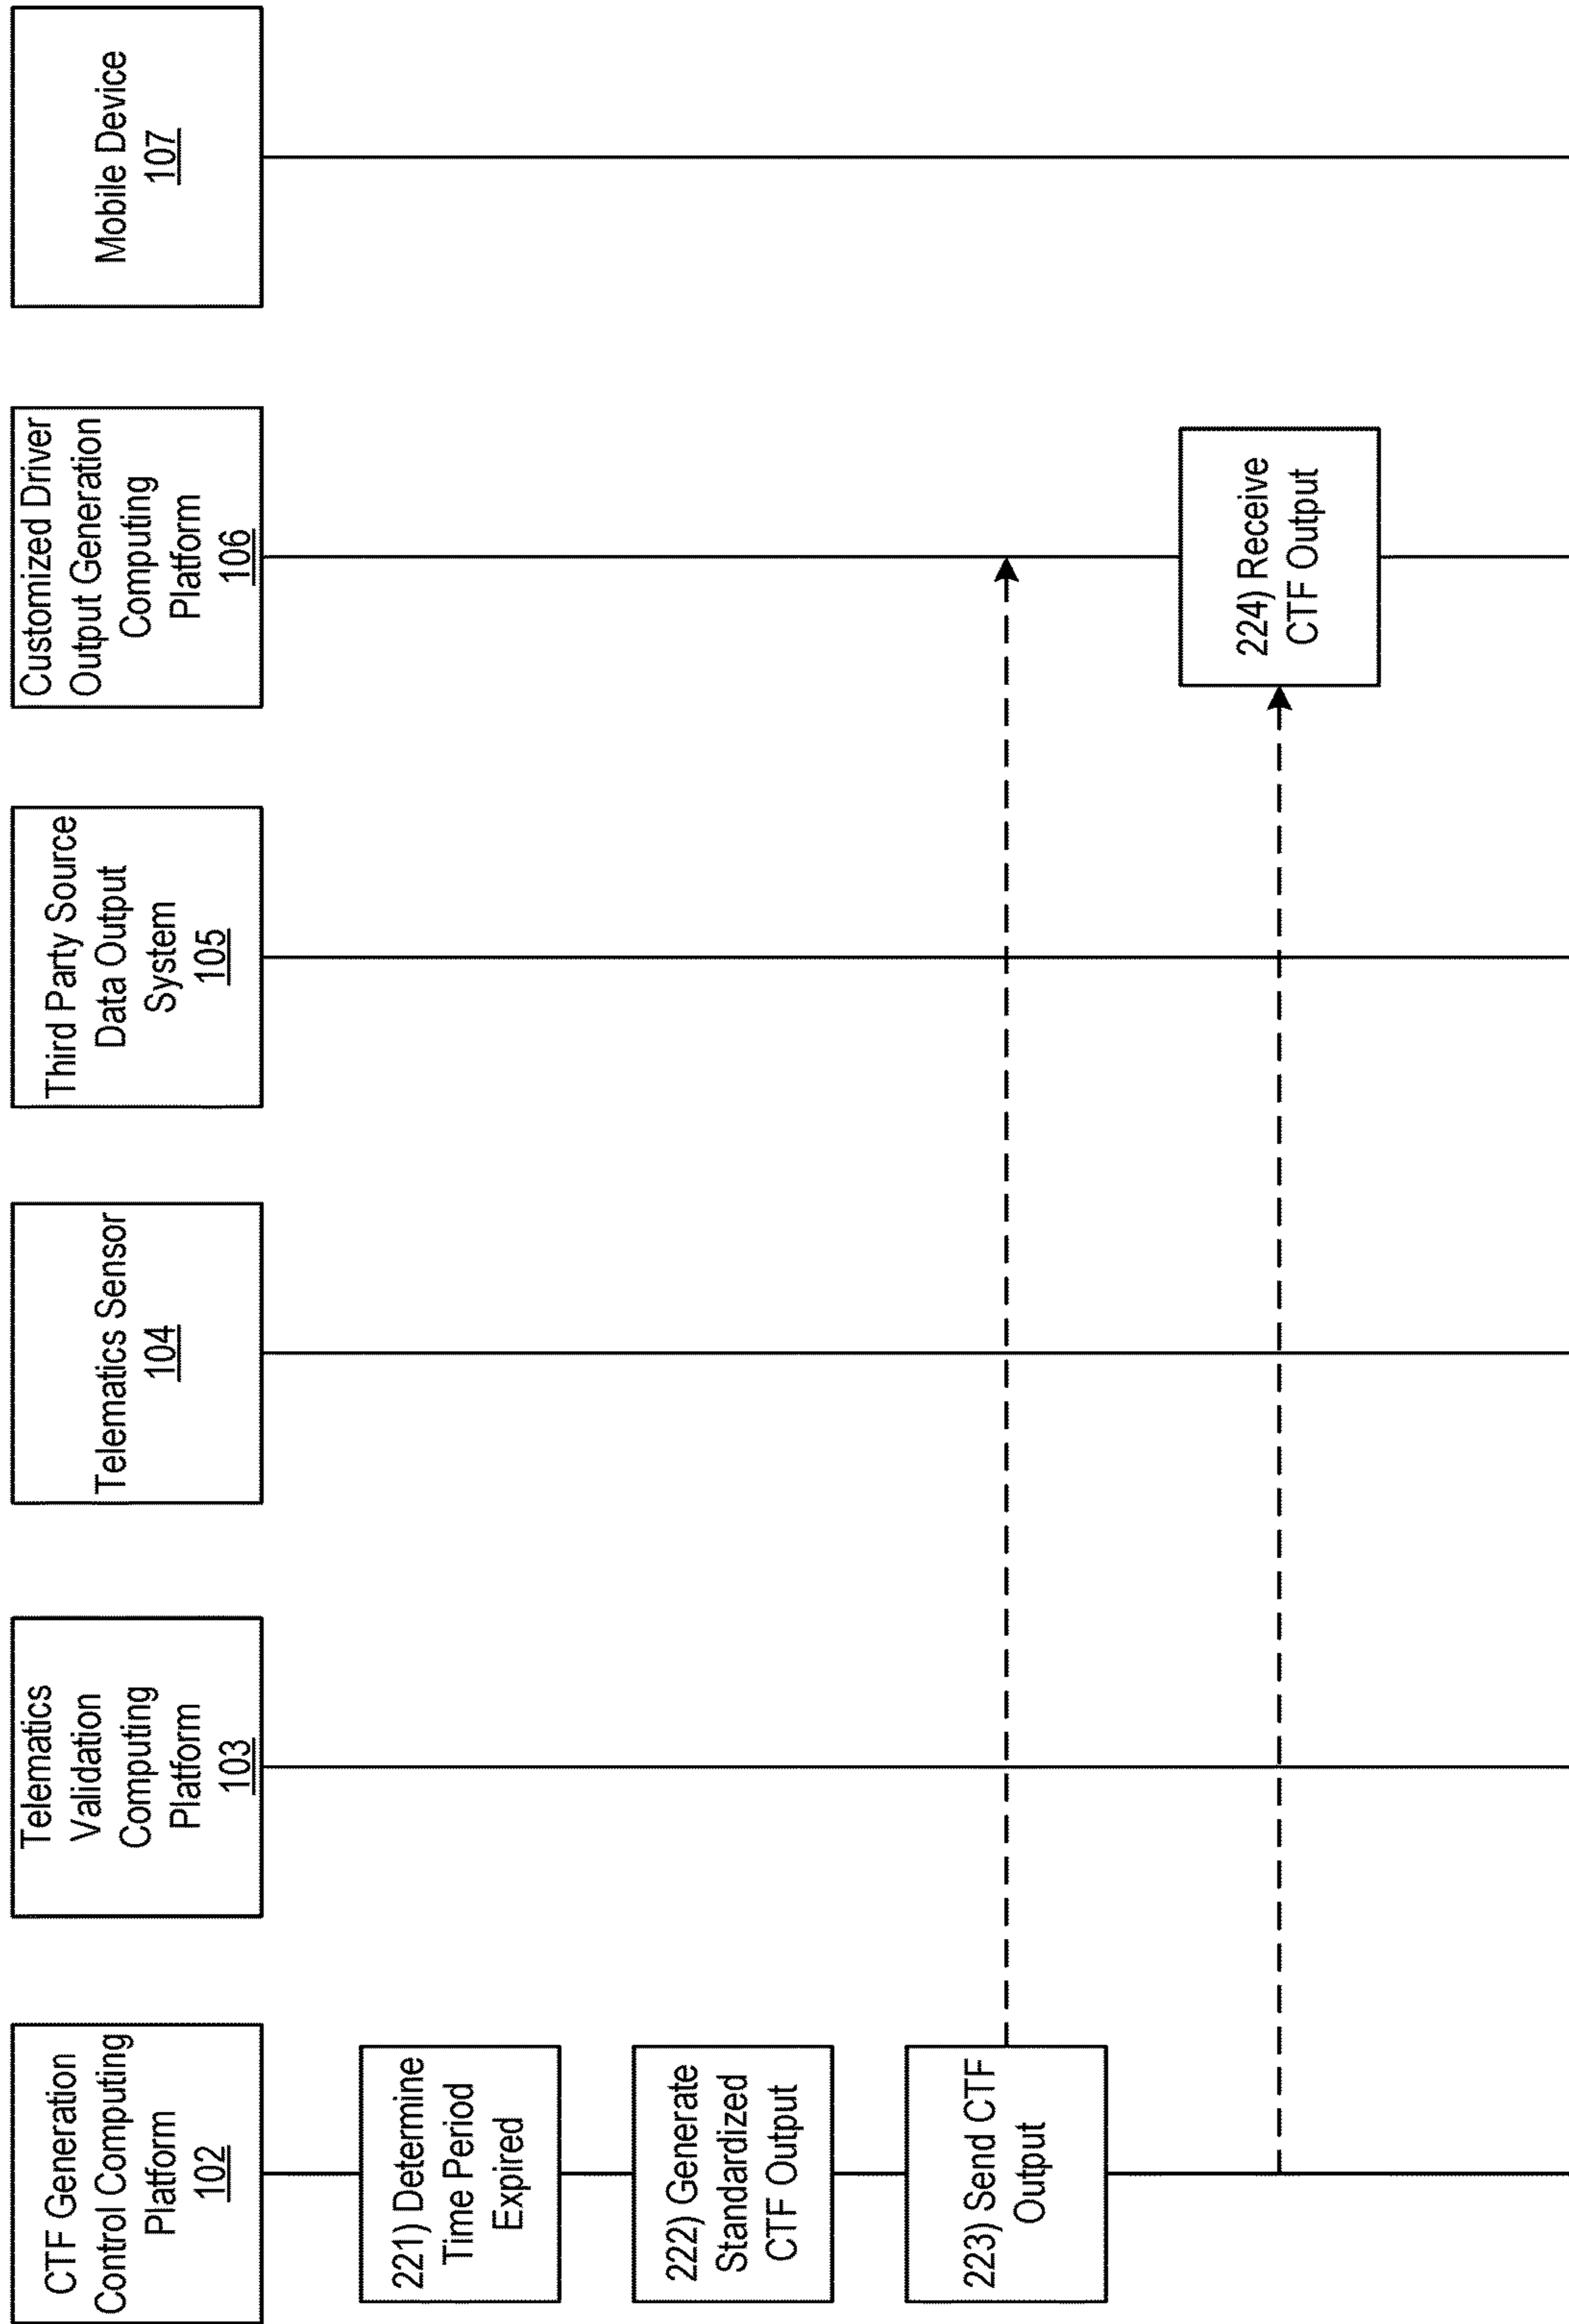 CTF Generation
Control Computing
Platform
102
Telematics
Validation
Computing
Platform
103
Telematics Sensor
104
Third Party Source
Data Output
System
105
Customized Driver
Output Generation
Computing
Platform
106
Mobile Device
107
221) Determine
Time Period
Expired
222) Generate
Standardized
CTF Output
223) Send CTF
Output
224) Receive
CTF Output